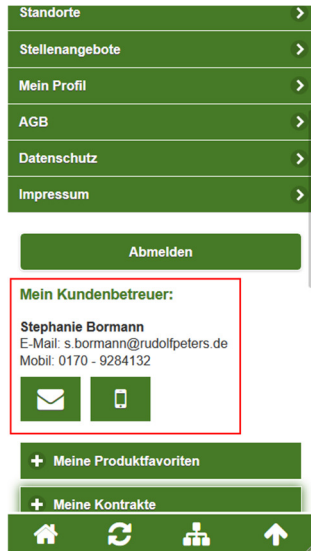 Standorte
Stellenangebote
Mein Profil
AGB
Datenschutz
Impressum
Abmelden
Mein Kundenbetreuer:
Stephanie Bormann
E-Mail: s.bormann@rudolfpeters.de
Mobil: 0170 - 9284132
Meine Produktfavoriten
Meine Kontrakte